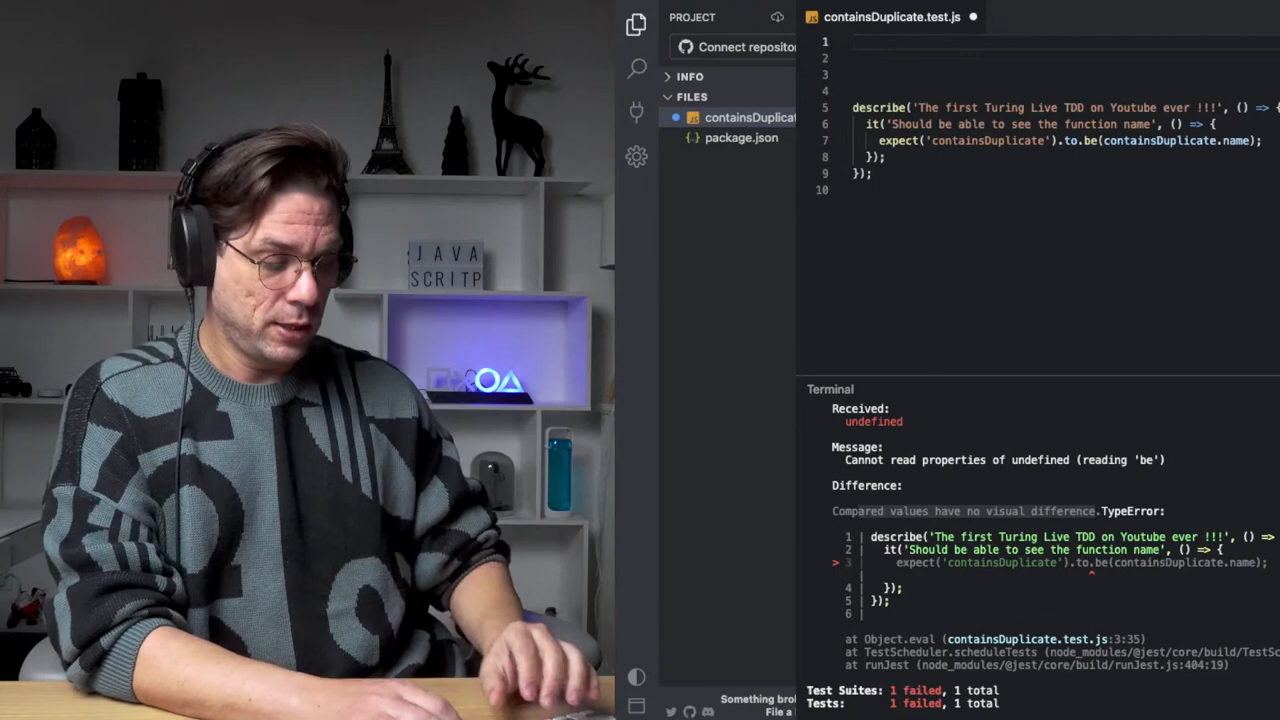 JAVA
SCRITP
PROJECT
Connect reposito
INFO
FILES
containsDuplicat
package.json
containsDuplicate.test.js
1
2
3
4
5 describe('The first Turing Live TDD on Youtube ever !!!', () => {
6 it('Should be able to see the function name', () => {
7 expect('containsDuplicate').to.be(containsDuplicate.name);
8 });
9 });
10
Terminal
Received:
undefined
Message:
Cannot read properties of undefined (reading 'be')
Difference:
Compared values have no visual difference.TypeError:
1 | describe('The first Turing Live TDD on Youtube ever !!!', () =>
2 | it('Should be able to see the function name', () => {
> 3 | expect('containsDuplicate').to.be(containsDuplicate.name);
| ^
4 | });
5 | });
6 |
at Object.eval (containsDuplicate.test.js:3:35)
at TestScheduler.scheduleTests (node_modules/@jest/core/build/TestSc
at runJest (node_modules/@jest/core/build/runJest.js:404:19)
Test Suites: 1 failed, 1 total
Tests: 1 failed, 1 total
Something bro
File a